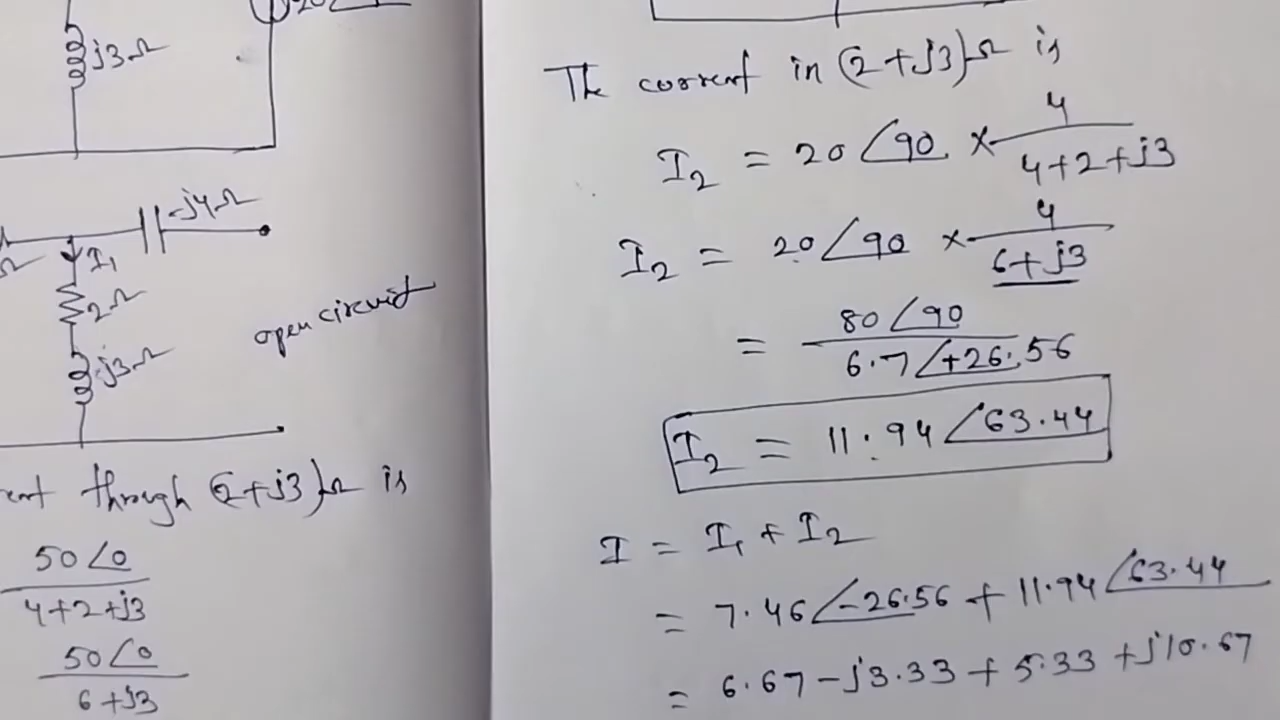 j3Ω
-j4Ω
I₁
2Ω
j3Ω
open circuit
through (2+j3)Ω is
50∠0
4+2+j3
50∠0
6+j3
The current in (2+j3)Ω is
I₂ = 20∠90 × 4
4+2+j3
I₂ = 20∠90 × 4
6+j3
= 80∠90
6.7∠+26.56
I₂ = 11.94∠63.44
I = I₁ + I₂
= 7.46∠-26.56 + 11.94∠63.44
= 6.67-j3.33+5.33+j10.67